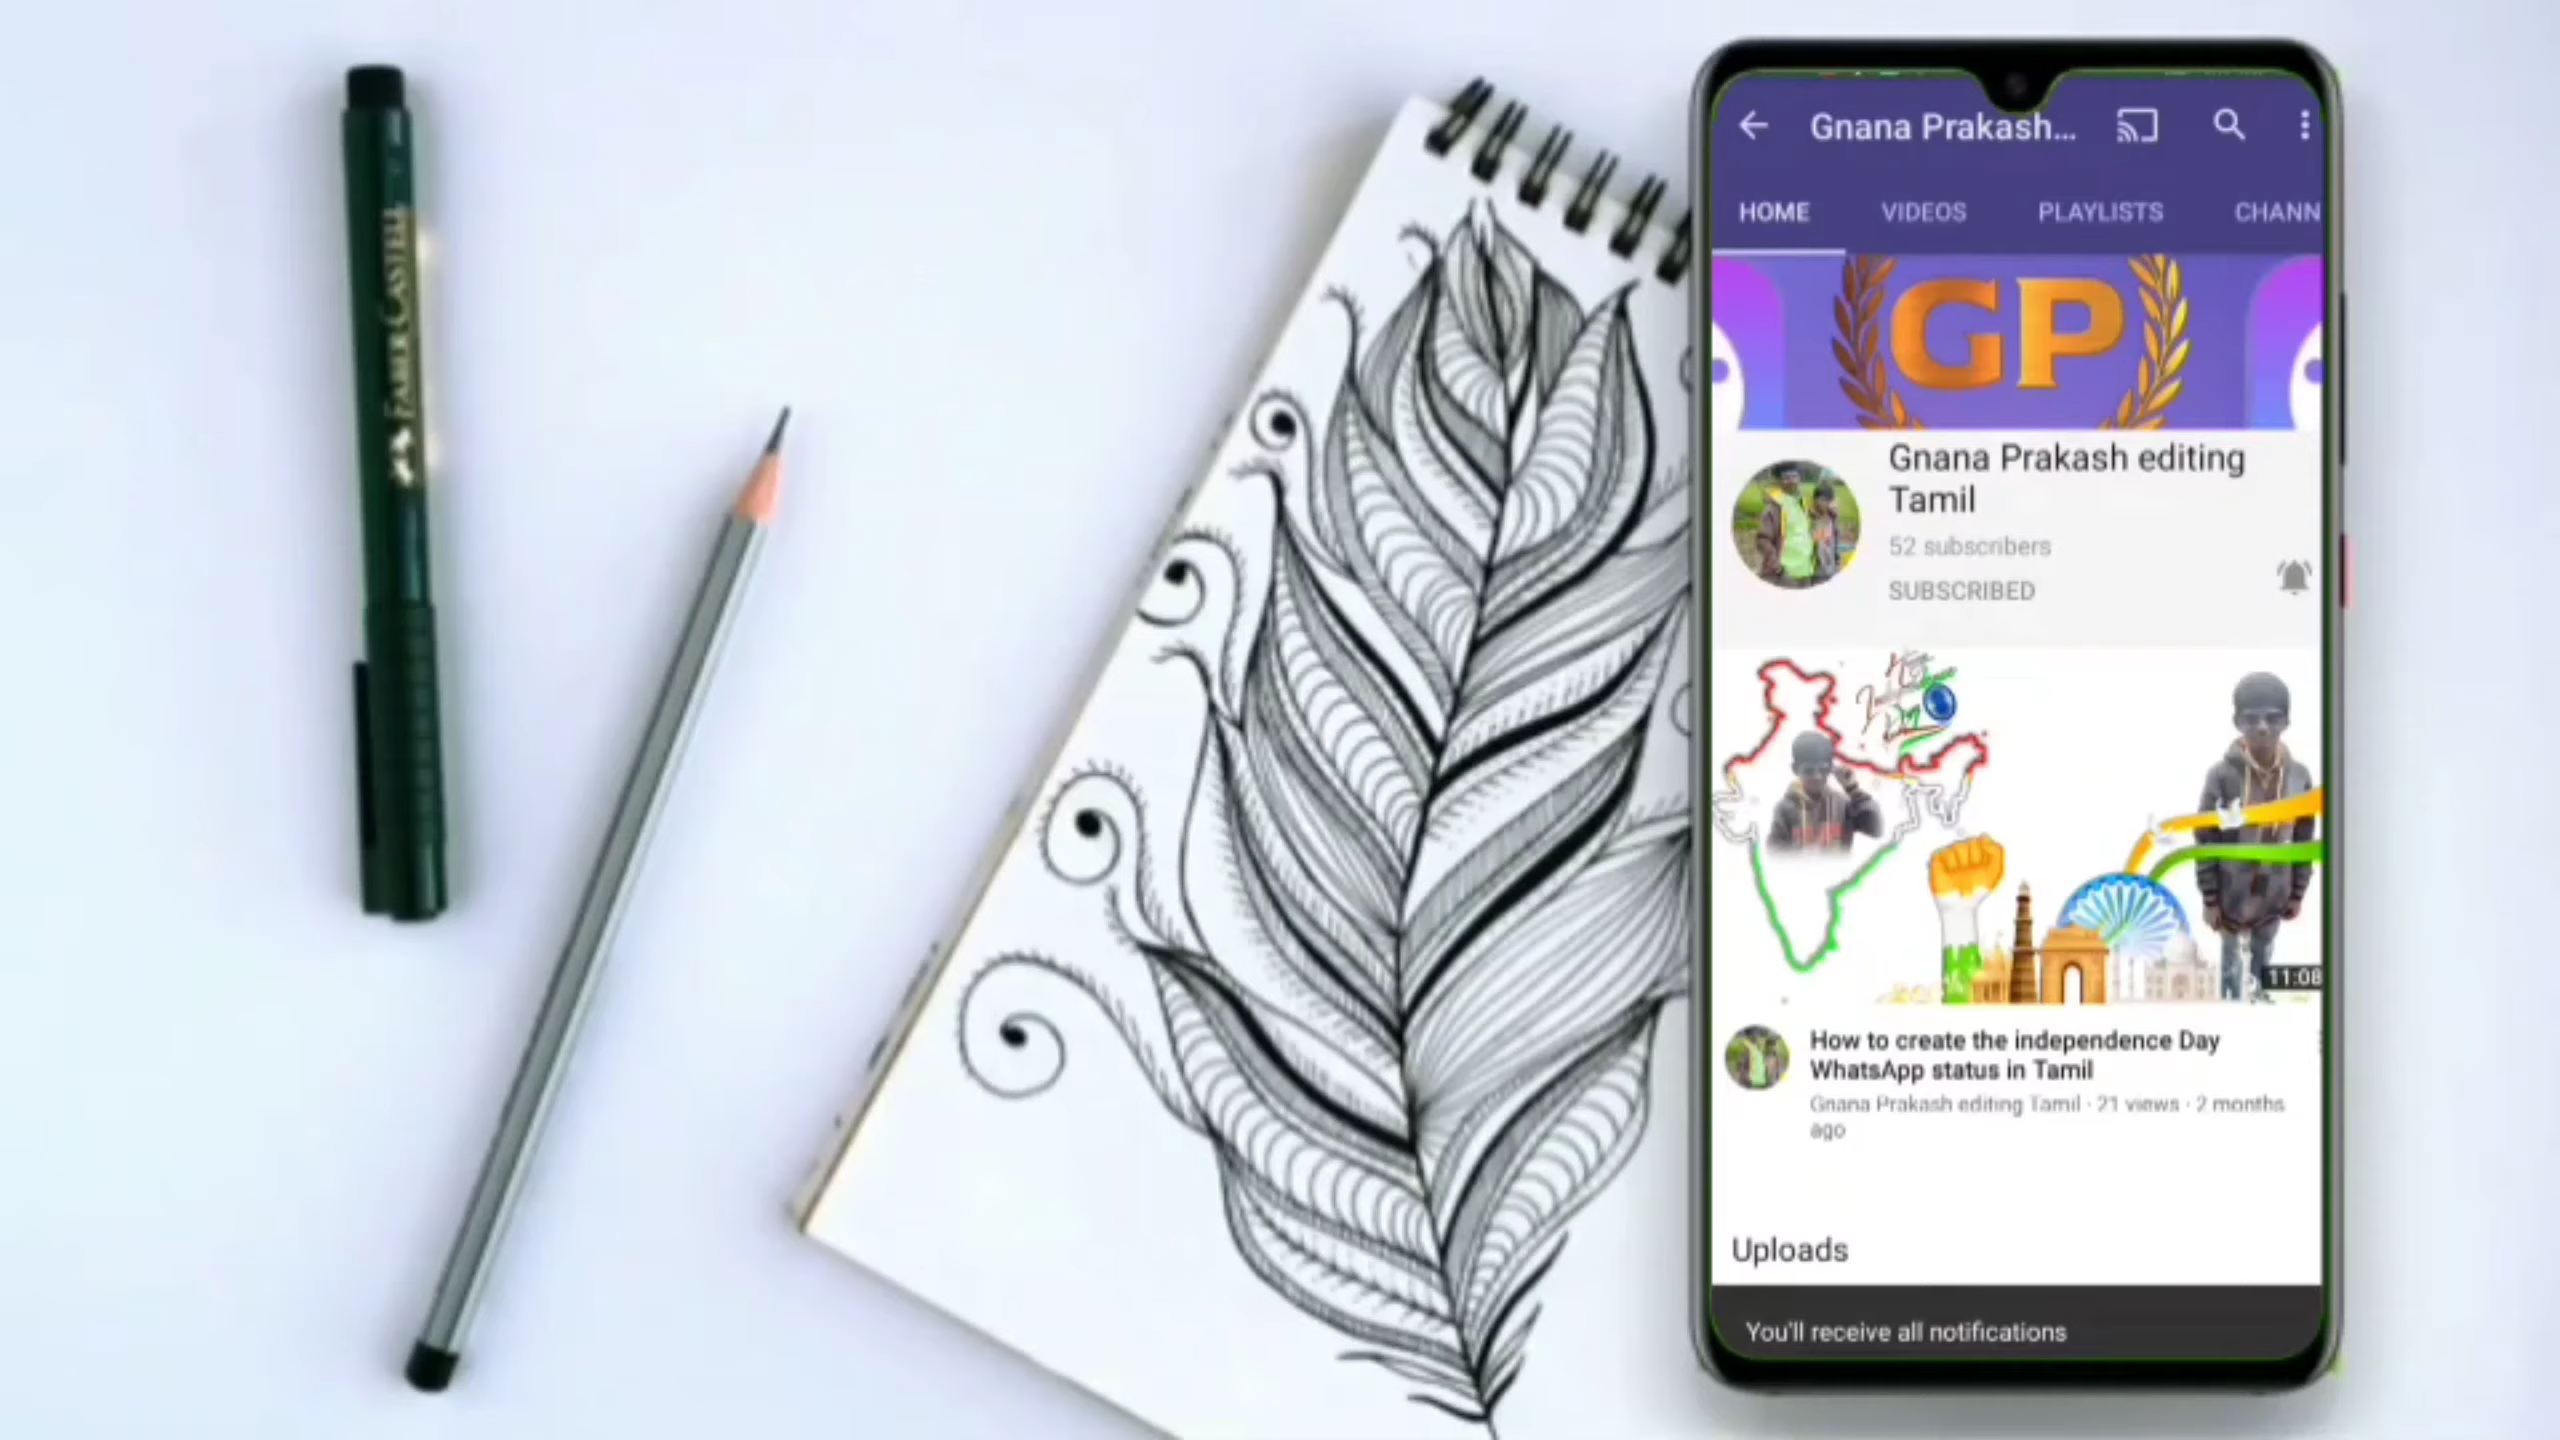 FABER CASTELL
Gnana Prakash...
HOME VIDEOS PLAYLISTS CHANN
GP
Gnana Prakash editing
Tamil
52 subscribers
SUBSCRIBED
11:08
How to create the independence Day
WhatsApp status in Tamil
Gnana Prakash editing Tamil · 21 views · 2 months
ago
Uploads
You'll receive all notifications